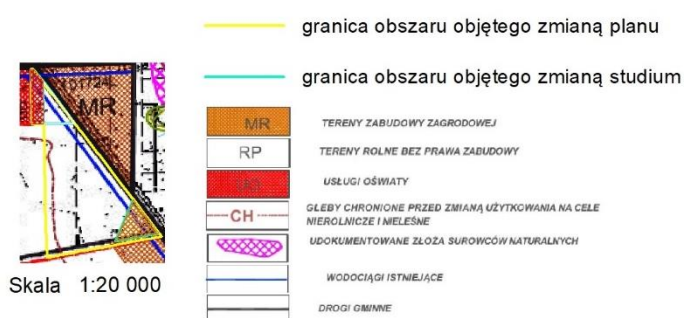 granica obszaru objętego zmianą planu
granica obszaru objętego zmianą studium
MR
MR
TERENY ZABUDOWY ZAGRODOWEJ
RP
TERENY ROLNE BEZ PRAWA ZABUDOWY
USŁUGI OŚWIATY
CH
GLEBY CHRONIONE PRZED ZMIANĄ UŻYTKOWANIA NA CELE
NIEROLNICZE I NIELEŚNE
UDOKUMENTOWANE ZŁOŻA SUROWCÓW NATURALNYCH
WODOCIĄGI ISTNIEJĄCE
DROGI GMINNE
Skala 1:20 000